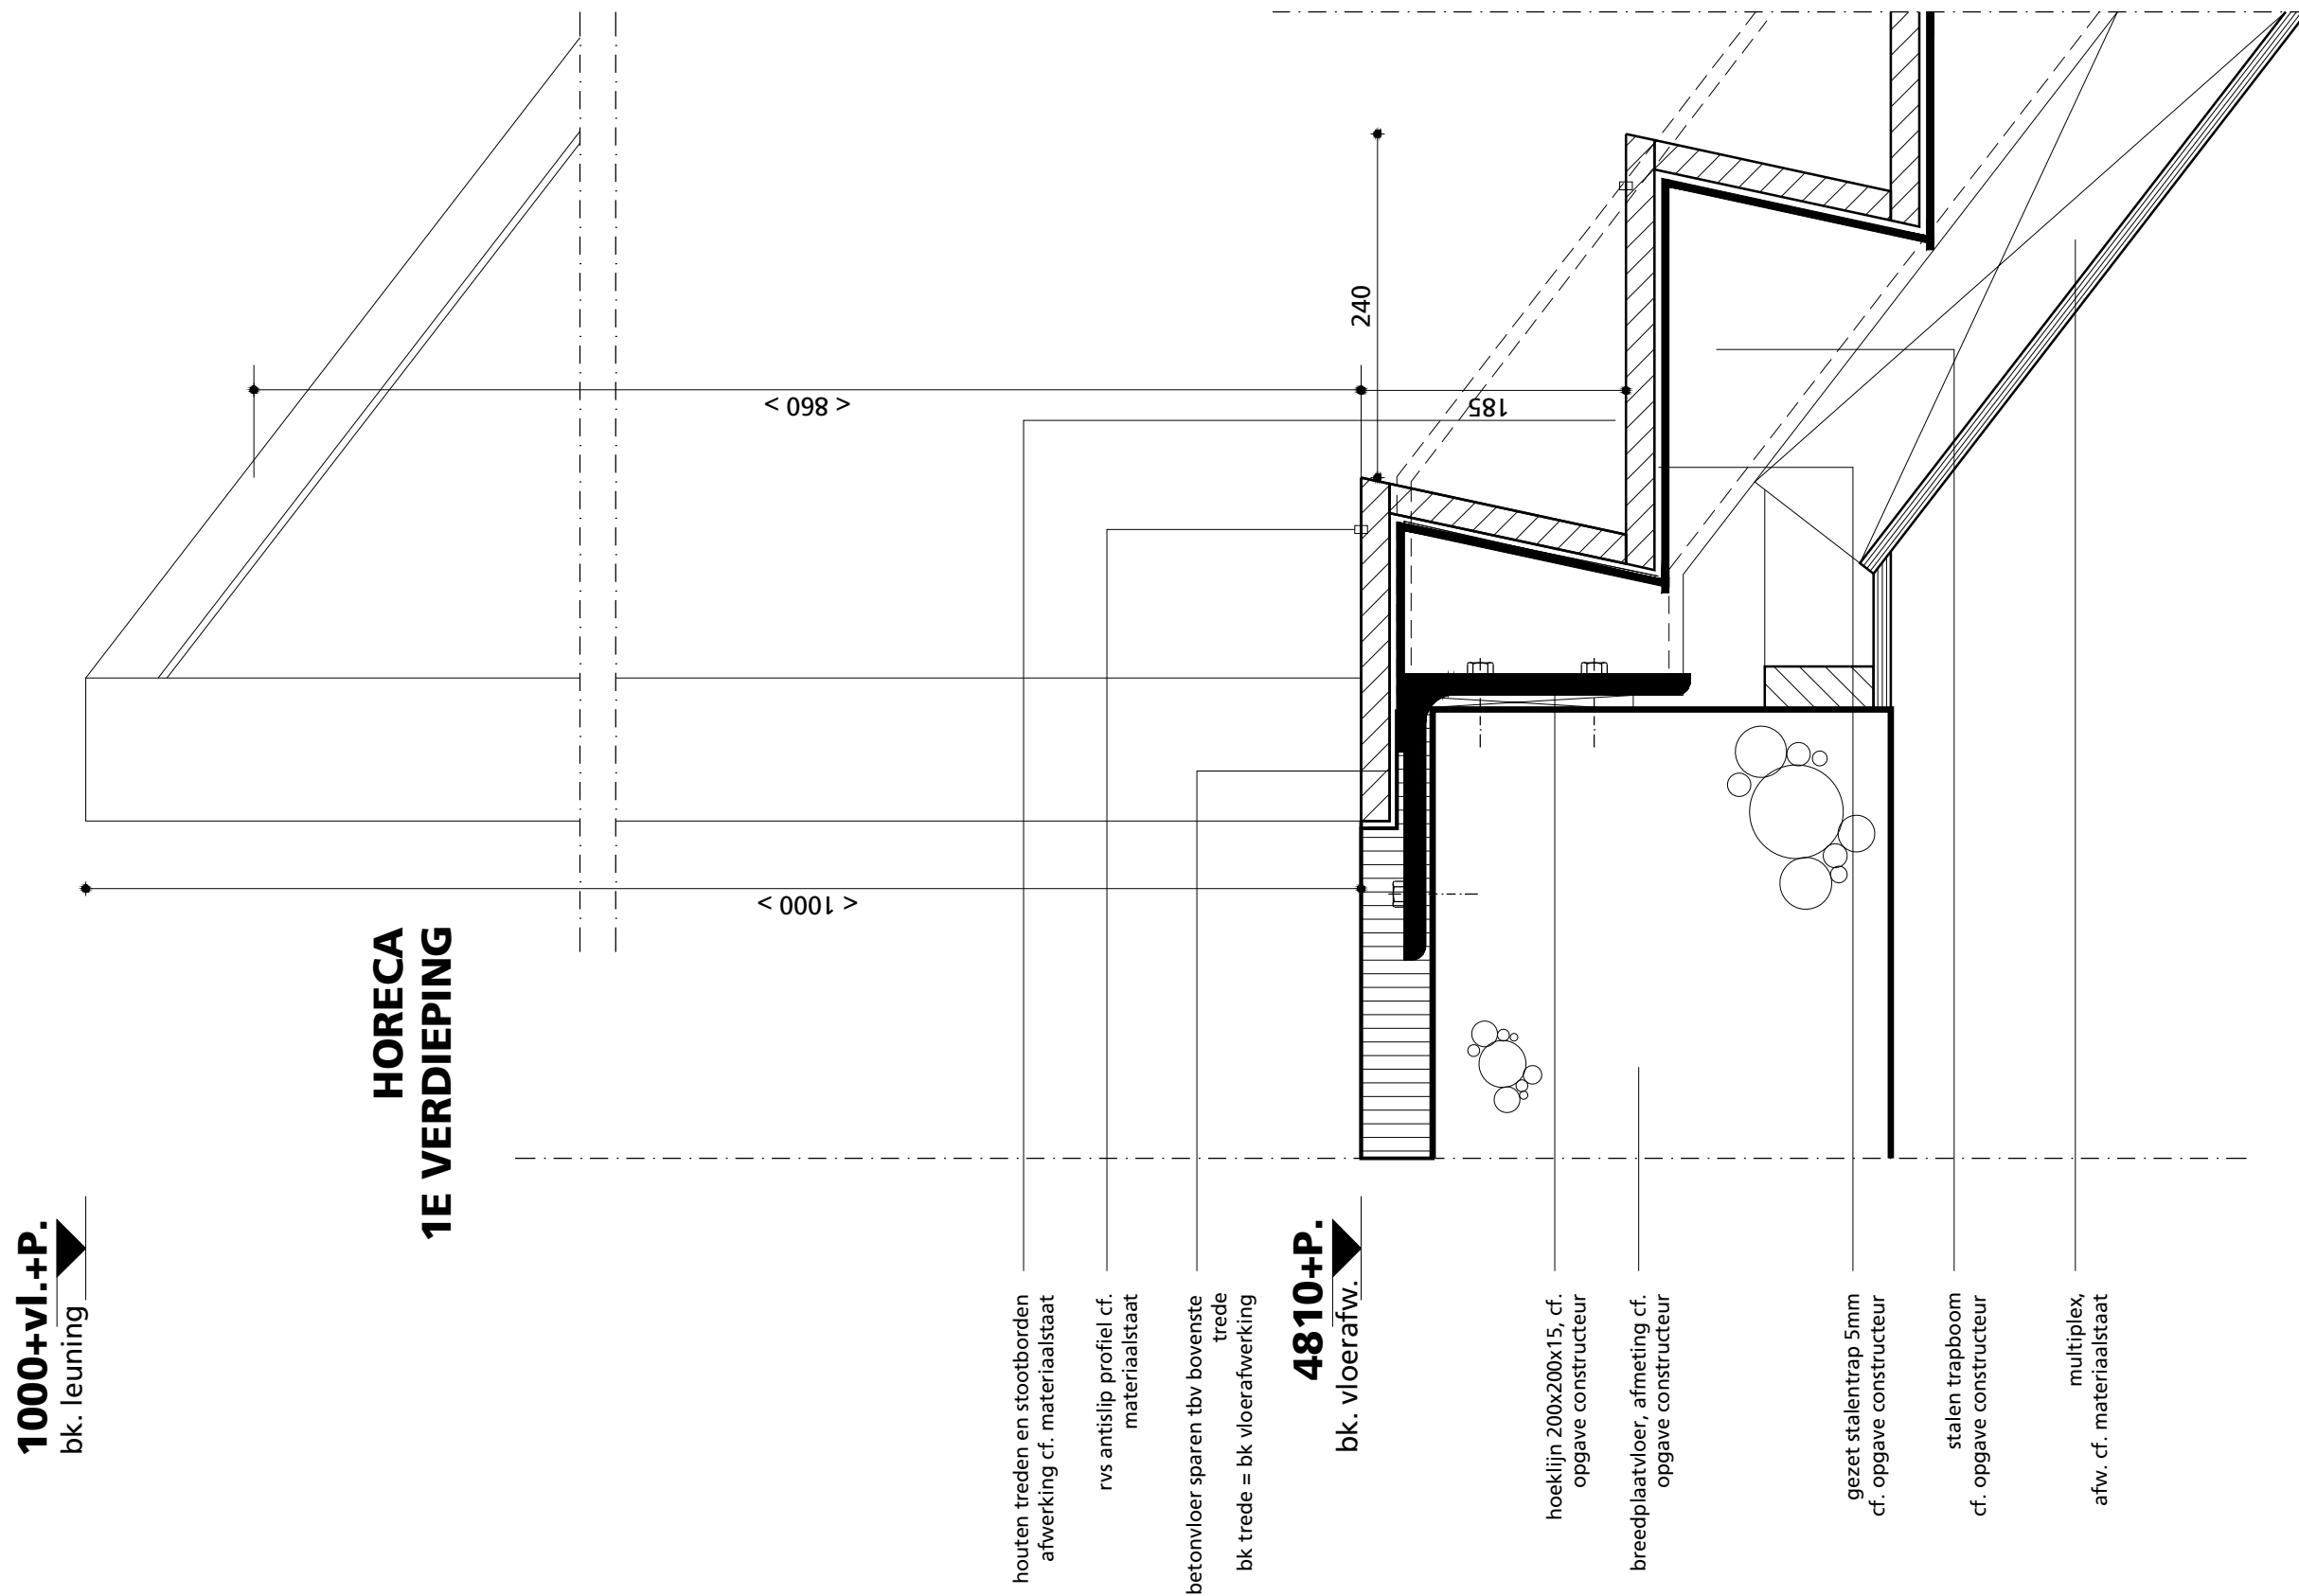 1000+vl.+P.
bk. leuning
HORECA
1E VERDIEPING
< 860 >
< 1000 >
240
185
houten treden en stootborden
afwerking cf. materiaalstaat
rvs antislip profiel cf.
materiaalstaat
betonvloer sparen tbv bovenste
trede
bk trede = bk vloerafwerking
4810+P.
bk. vloerafw.
hoeklijn 200x200x15, cf.
opgave constructeur
breedplaatvloer, afmeting cf.
opgave constructeur
gezet stalentrap 5mm
cf. opgave constructeur
stalen trapboom
cf. opgave constructeur
multiplex,
afw. cf. materiaalstaat